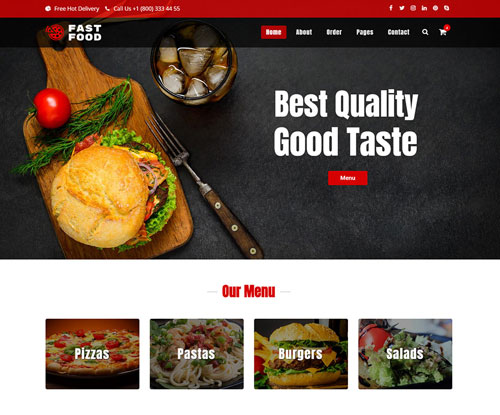 Free Hot Delivery Call Us +1 (800) 333 44 55
FAST
FOOD
Home About Order Pages Contact
Best Quality
Good Taste
Menu
Our Menu
Pizzas Pastas Burgers Salads